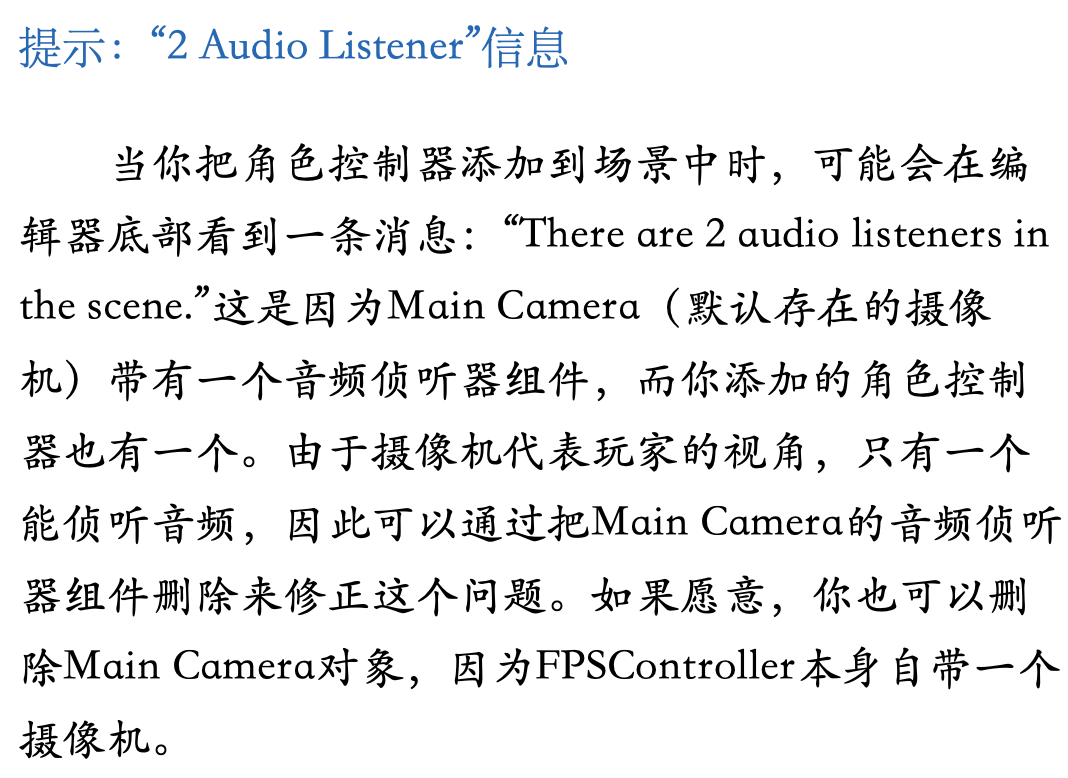 提示：“2 Audio Listener”信息
当你把角色控制器添加到场景中时，可能会在编
辑器底部看到一条消息：“There are 2 audio listeners in
the scene.”这是因为Main Camera（默认存在的摄像
机）带有一个音频侦听器组件，而你添加的角色控制
器也有一个。由于摄像机代表玩家的视角，只有一个
能侦听音频，因此可以通过把Main Camera的音频侦听
器组件删除来修正这个问题。如果愿意，你也可以删
除Main Camera对象，因为FPSController本身自带一个
摄像机。